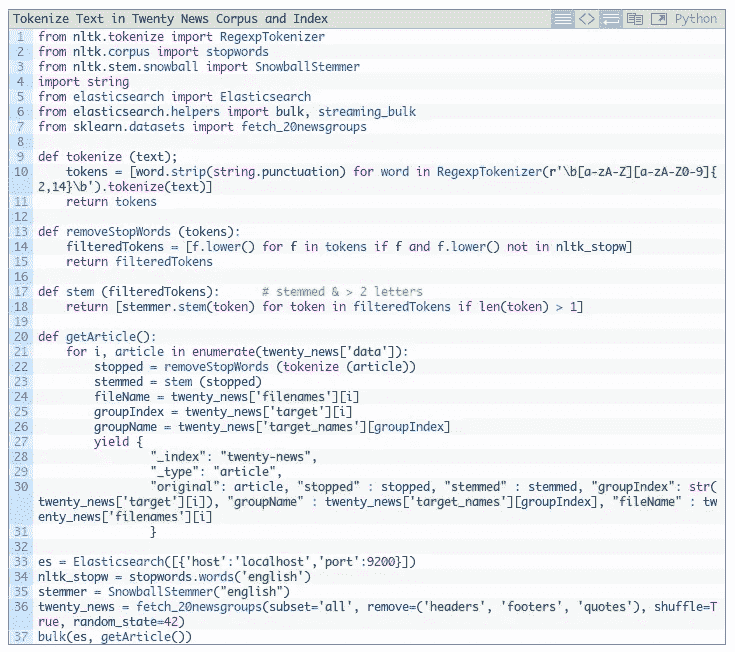 Tokenize Text in Twenty News Corpus and Index <> Python
1 from nltk.tokenize import RegexpTokenizer
2 from nltk.corpus import stopwords
3 from nltk.stem.snowball import SnowballStemmer
4 import string
5 from elasticsearch import Elasticsearch
6 from elasticsearch.helpers import bulk, streaming_bulk
7 from sklearn.datasets import fetch_20newsgroups
8
9 def tokenize (text);
10     tokens = [word.strip(string.punctuation) for word in RegexpTokenizer(r'\b[a-zA-Z][a-zA-Z0-9]{
2,14}\b').tokenize(text)]
11     return tokens
12
13 def removeStopWords (tokens):
14     filteredTokens = [f.lower() for f in tokens if f and f.lower() not in nltk_stopw]
15     return filteredTokens
16
17 def stem (filteredTokens):      # stemmed & > 2 letters
18     return [stemmer.stem(token) for token in filteredTokens if len(token) > 1]
19
20 def getArticle():
21     for i, article in enumerate(twenty_news['data']):
22         stopped = removeStopWords (tokenize (article))
23         stemmed = stem (stopped)
24         fileName = twenty_news['filenames'][i]
25         groupIndex = twenty_news['target'][i]
26         groupName = twenty_news['target_names'][groupIndex]
27         yield {
28                 "_index": "twenty-news",
29                 "_type": "article",
30                 "original": article, "stopped" : stopped, "stemmed" : stemmed, "groupIndex": str(
twenty_news['target'][i]), "groupName" : twenty_news['target_names'][groupIndex], "fileName" : tw
enty_news['filenames'][i]
31                 }
32
33 es = Elasticsearch([{'host':'localhost','port':9200}])
34 nltk_stopw = stopwords.words('english')
35 stemmer = SnowballStemmer("english")
36 twenty_news = fetch_20newsgroups(subset='all', remove=('headers', 'footers', 'quotes'), shuffle=T
rue, random_state=42)
37 bulk(es, getArticle())